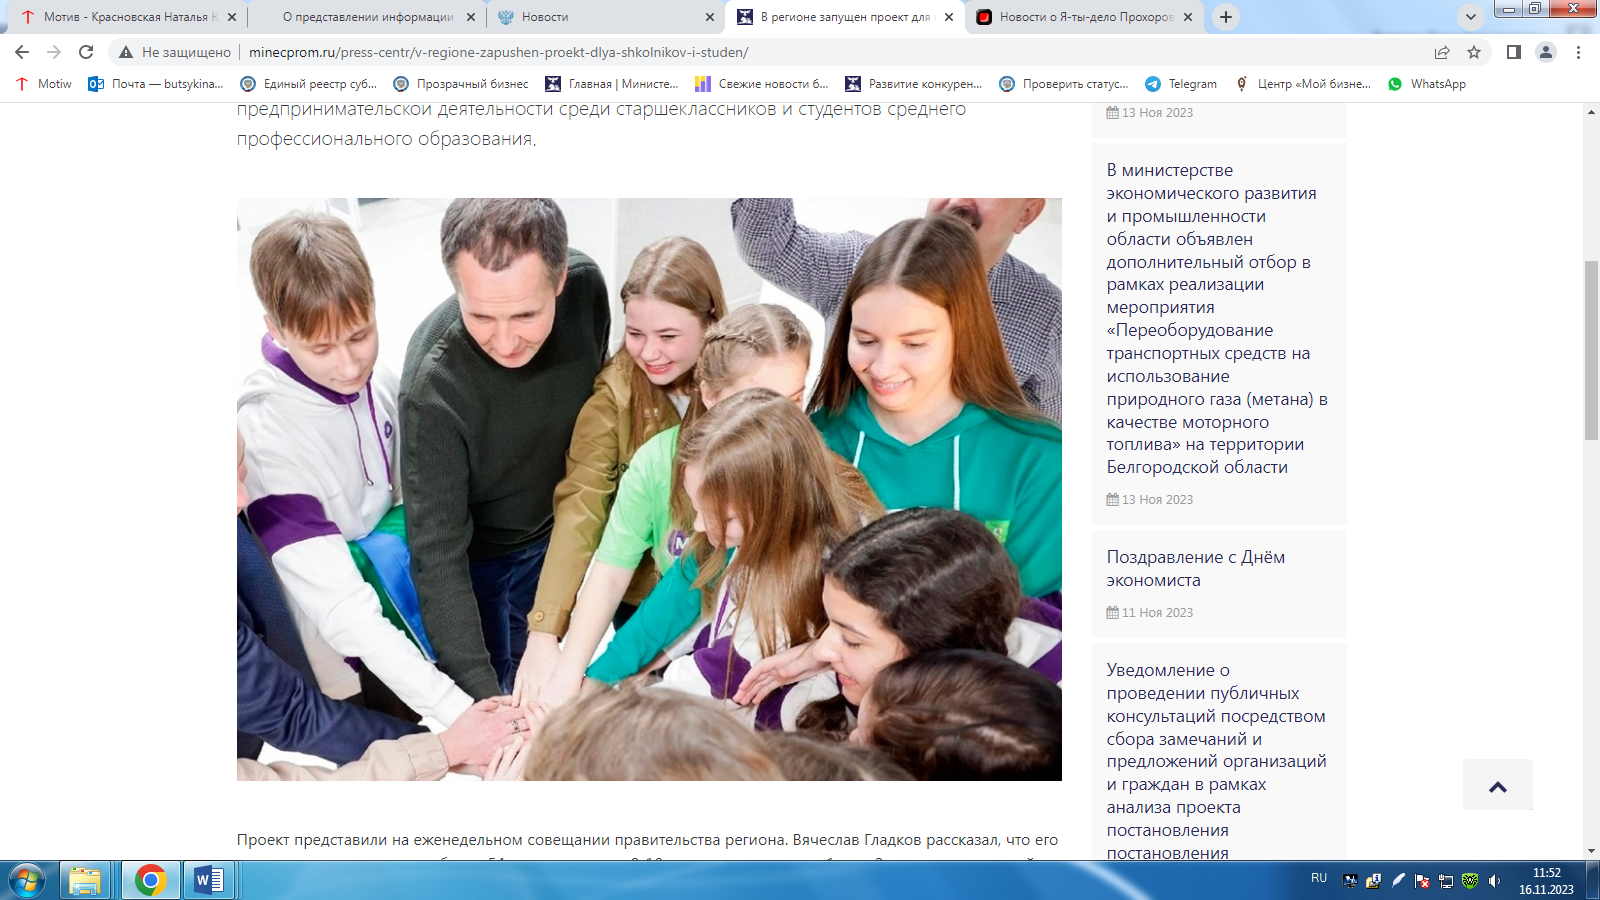 Мотив - Красновская Наталья К
О представлении информации
Новости
В регионе запущен проект для
Новости о Я-ты-дело Прохоров
Не защищено
minecprom.ru/press-centr/v-regione-zapushen-proekt-dlya-shkolnikov-i-studen/
Motiw
Почта — butsykina...
Единый реестр суб...
Прозрачный бизнес
Главная | Министе...
Свежие новости б...
Развитие конкурен...
Проверить статус...
Telegram
Центр «Мой бизне...
WhatsApp
предпринимательской деятельности среди старшеклассников и студентов среднего
профессионального образования.
Проект представили на еженедельном совещании правительства региона. Вячеслав Гладков рассказал, что его
13 Ноя 2023
В министерстве
экономического развития
и промышленности
области объявлен
дополнительный отбор в
рамках реализации
мероприятия
«Переоборудование
транспортных средств на
использование
природного газа (метана) в
качестве моторного
топлива» на территории
Белгородской области
13 Ноя 2023
Поздравление с Днём
экономиста
11 Ноя 2023
Уведомление о
проведении публичных
консультаций посредством
сбора замечаний и
предложений организаций
и граждан в рамках
анализа проекта
постановления
постановления
RU
11:52
16.11.2023